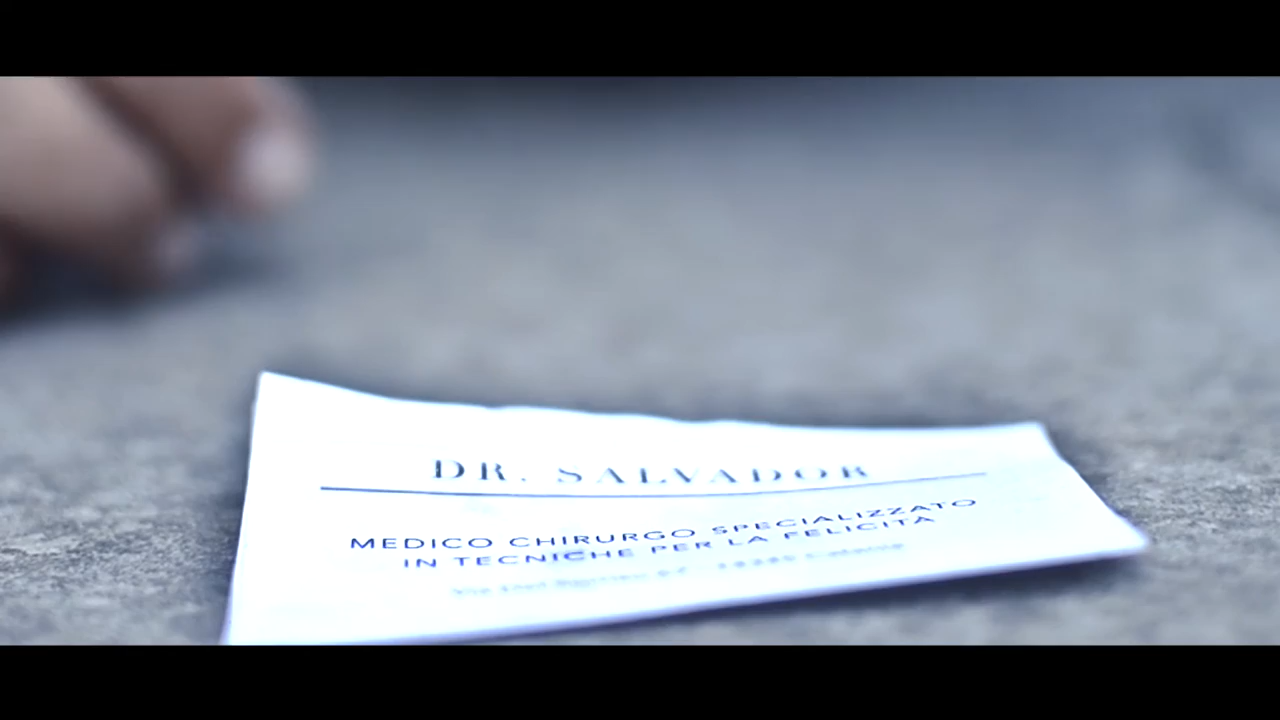 DR. SALVADOR
MEDICO CHIRURGO SPECIALIZZATO
IN TECNICHE PER LA FELICITÀ